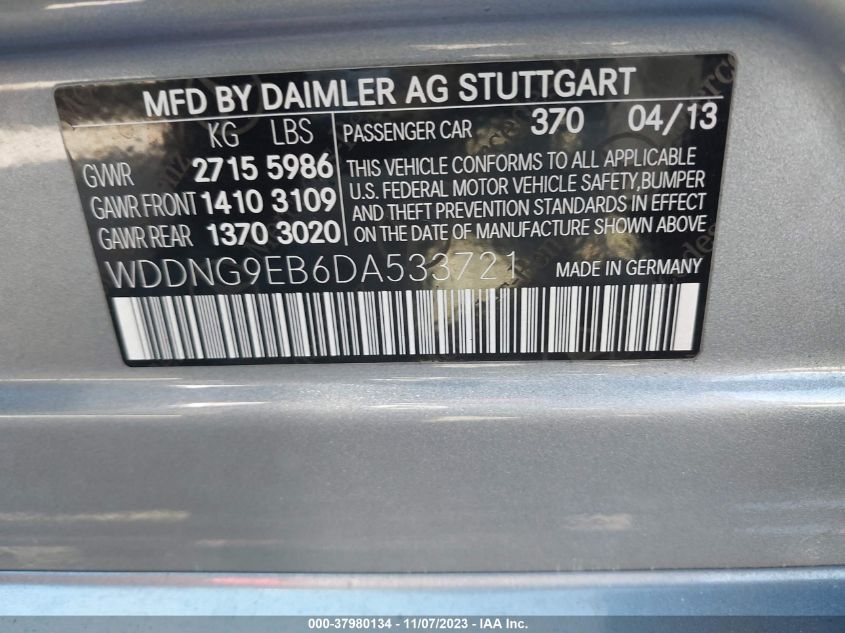 MFD BY DAIMLER AG STUTTGART
KG LBS
GVWR 2715 5986
GAWR FRONT 1410 3109
GAWR REAR 1370 3020
PASSENGER CAR 370 04/13
THIS VEHICLE CONFORMS TO ALL APPLICABLE
U.S. FEDERAL MOTOR VEHICLE SAFETY,BUMPER
AND THEFT PREVENTION STANDARDS IN EFFECT
ON THE DATE OF MANUFACTURE SHOWN ABOVE
WDDNG9EB6DA533721 MADE IN GERMANY
000-37980134 - 11/07/2023 - IAAI Inc.